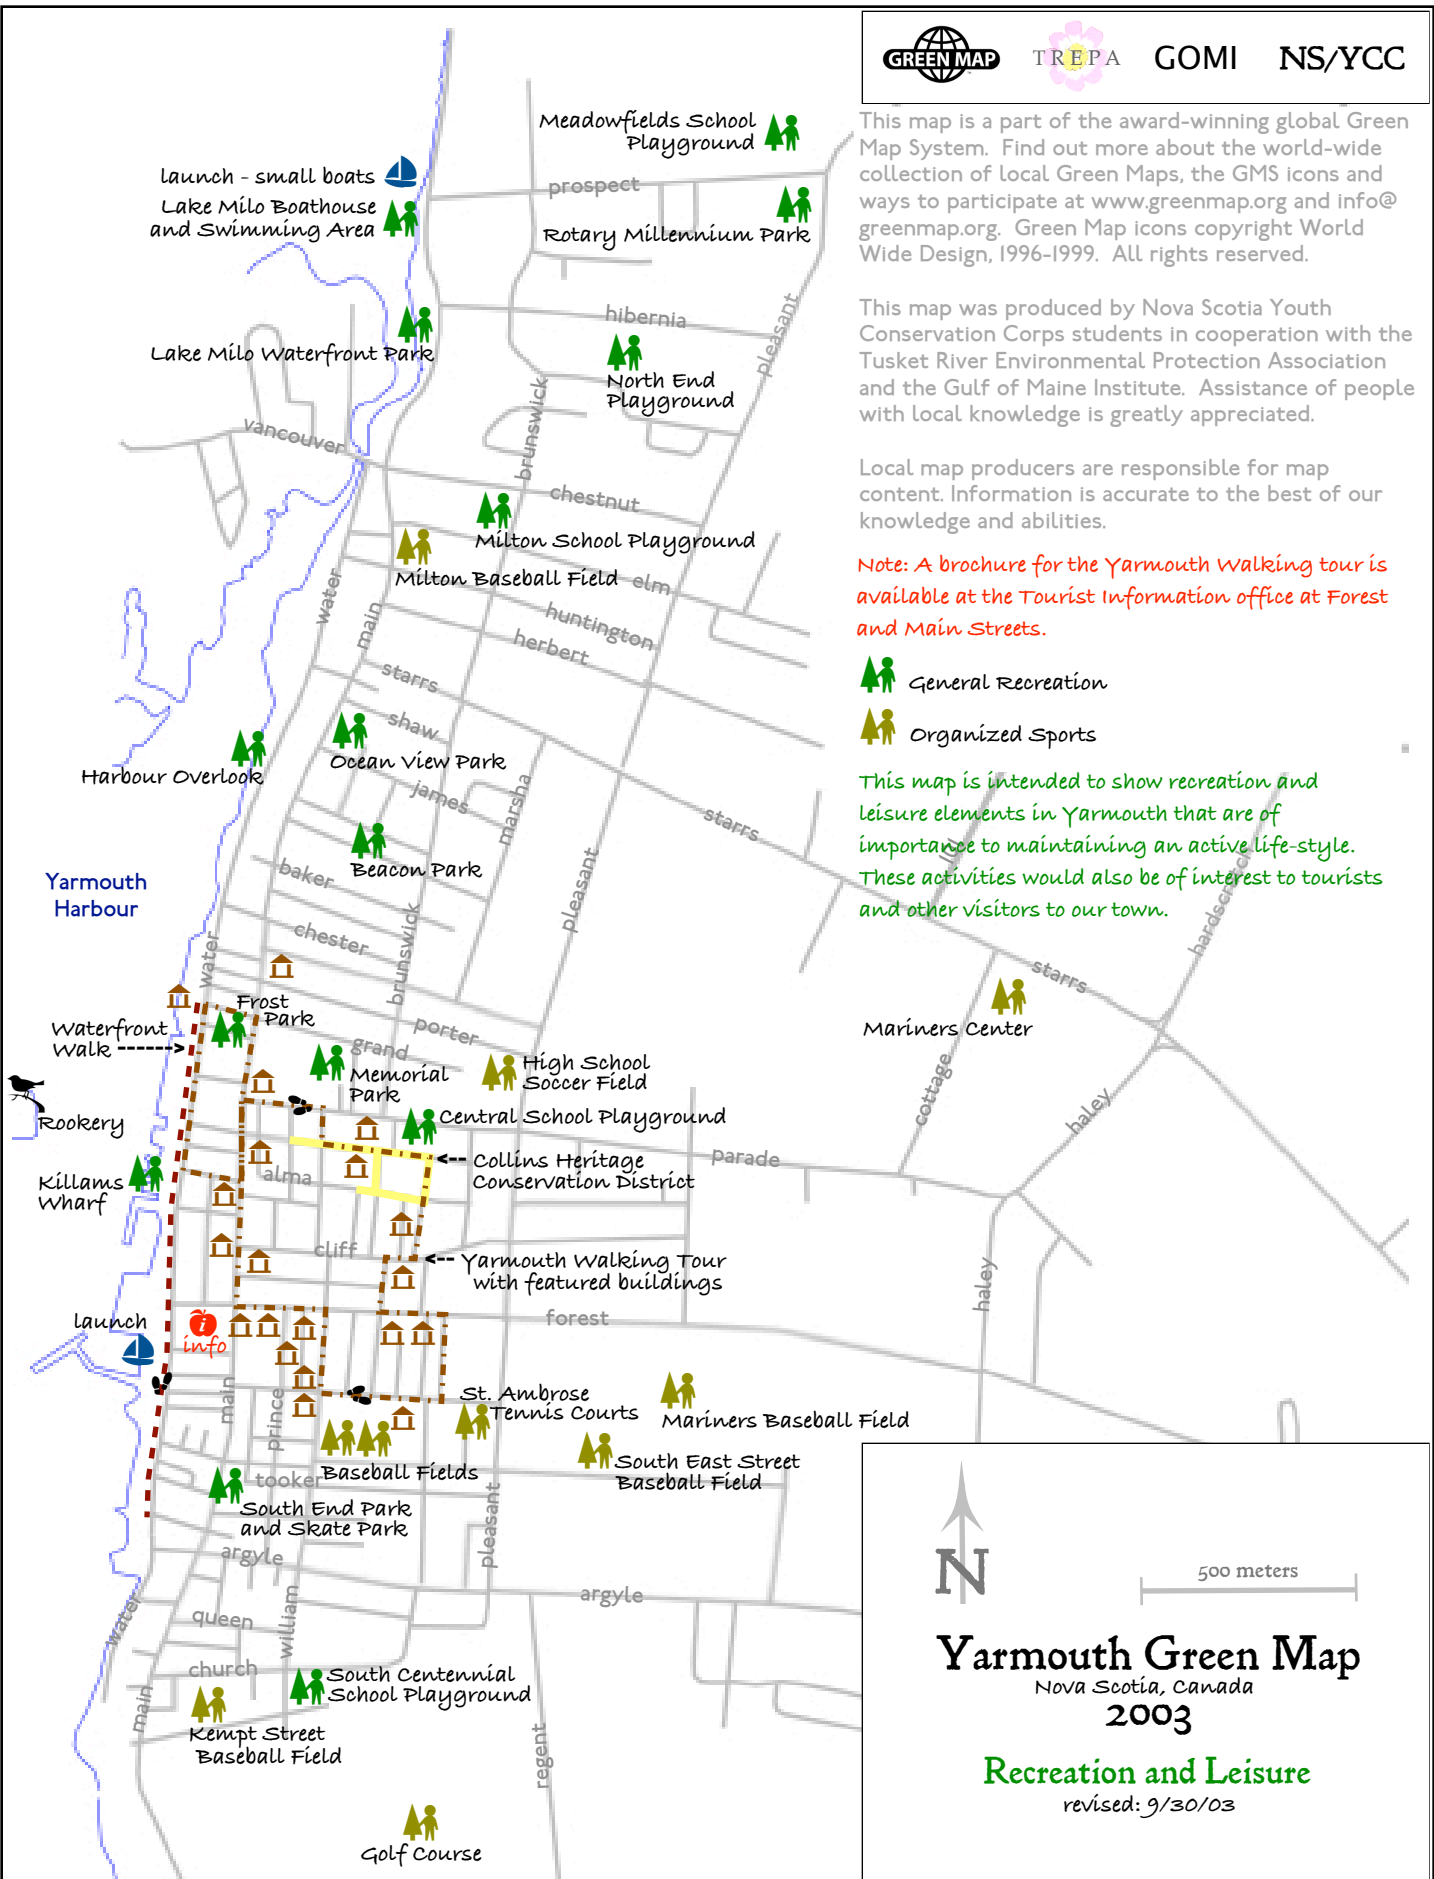 GREEN MAP
TREPA
GOMI
NS/YCC
This map is a part of the award-winning global Green
Map System. Find out more about the world-wide
collection of local Green Maps, the GMS icons and
ways to participate at www.greenmap.org and info@
greenmap.org. Green Map icons copyright World
Wide Design, 1996-1999. All rights reserved.
This map was produced by Nova Scotia Youth
Conservation Corps students in cooperation with the
Tusket River Environmental Protection Association
and the Gulf of Maine Institute. Assistance of people
with local knowledge is greatly appreciated.
Local map producers are responsible for map
content. Information is accurate to the best of our
knowledge and abilities.
Note: A brochure for the Yarmouth Walking tour is
available at the Tourist Information office at Forest
and Main Streets.
General Recreation
Organized Sports
This map is intended to show recreation and
leisure elements in Yarmouth that are of
importance to maintaining an active life-style.
These activities would also be of interest to tourists
and other visitors to our town.
Meadowfields School
Playground
launch - small boats
prospect
Lake Milo Boathouse
and Swimming Area
Rotary Millennium Park
hibernia
pleasant
Lake Milo Waterfront Park
North End
Playground
brunswick
vancouver
chestnut
Milton School Playground
Milton Baseball Field
elm
water
main
huntington
herbert
starrs
shaw
Ocean View Park
Harbour Overlook
james
marsha
starrs
jul
hardscratch
Beacon Park
baker
Yarmouth
Harbour
pleasant
chester
brunswick
water
starrs
Frost
Park
Mariners Center
Waterfront
Walk
porter
grand
High School
Soccer Field
Memorial
Park
cottage
haley
Rookery
Central School Playground
Collins Heritage
Conservation District
parade
alma
Killams
Wharf
cliff
Yarmouth Walking Tour
with featured buildings
haley
launch
i
info
forest
main
prince
St. Ambrose
Tennis Courts
Mariners Baseball Field
Baseball Fields
South East Street
Baseball Field
tooker
South End Park
and Skate Park
pleasant
argyle
argyle
water
queen
william
church
South Centennial
School Playground
main
Kempt Street
Baseball Field
regent
Golf Course
N
500 meters
Yarmouth Green Map
Nova Scotia, Canada
2003
Recreation and Leisure
revised: 9/30/03